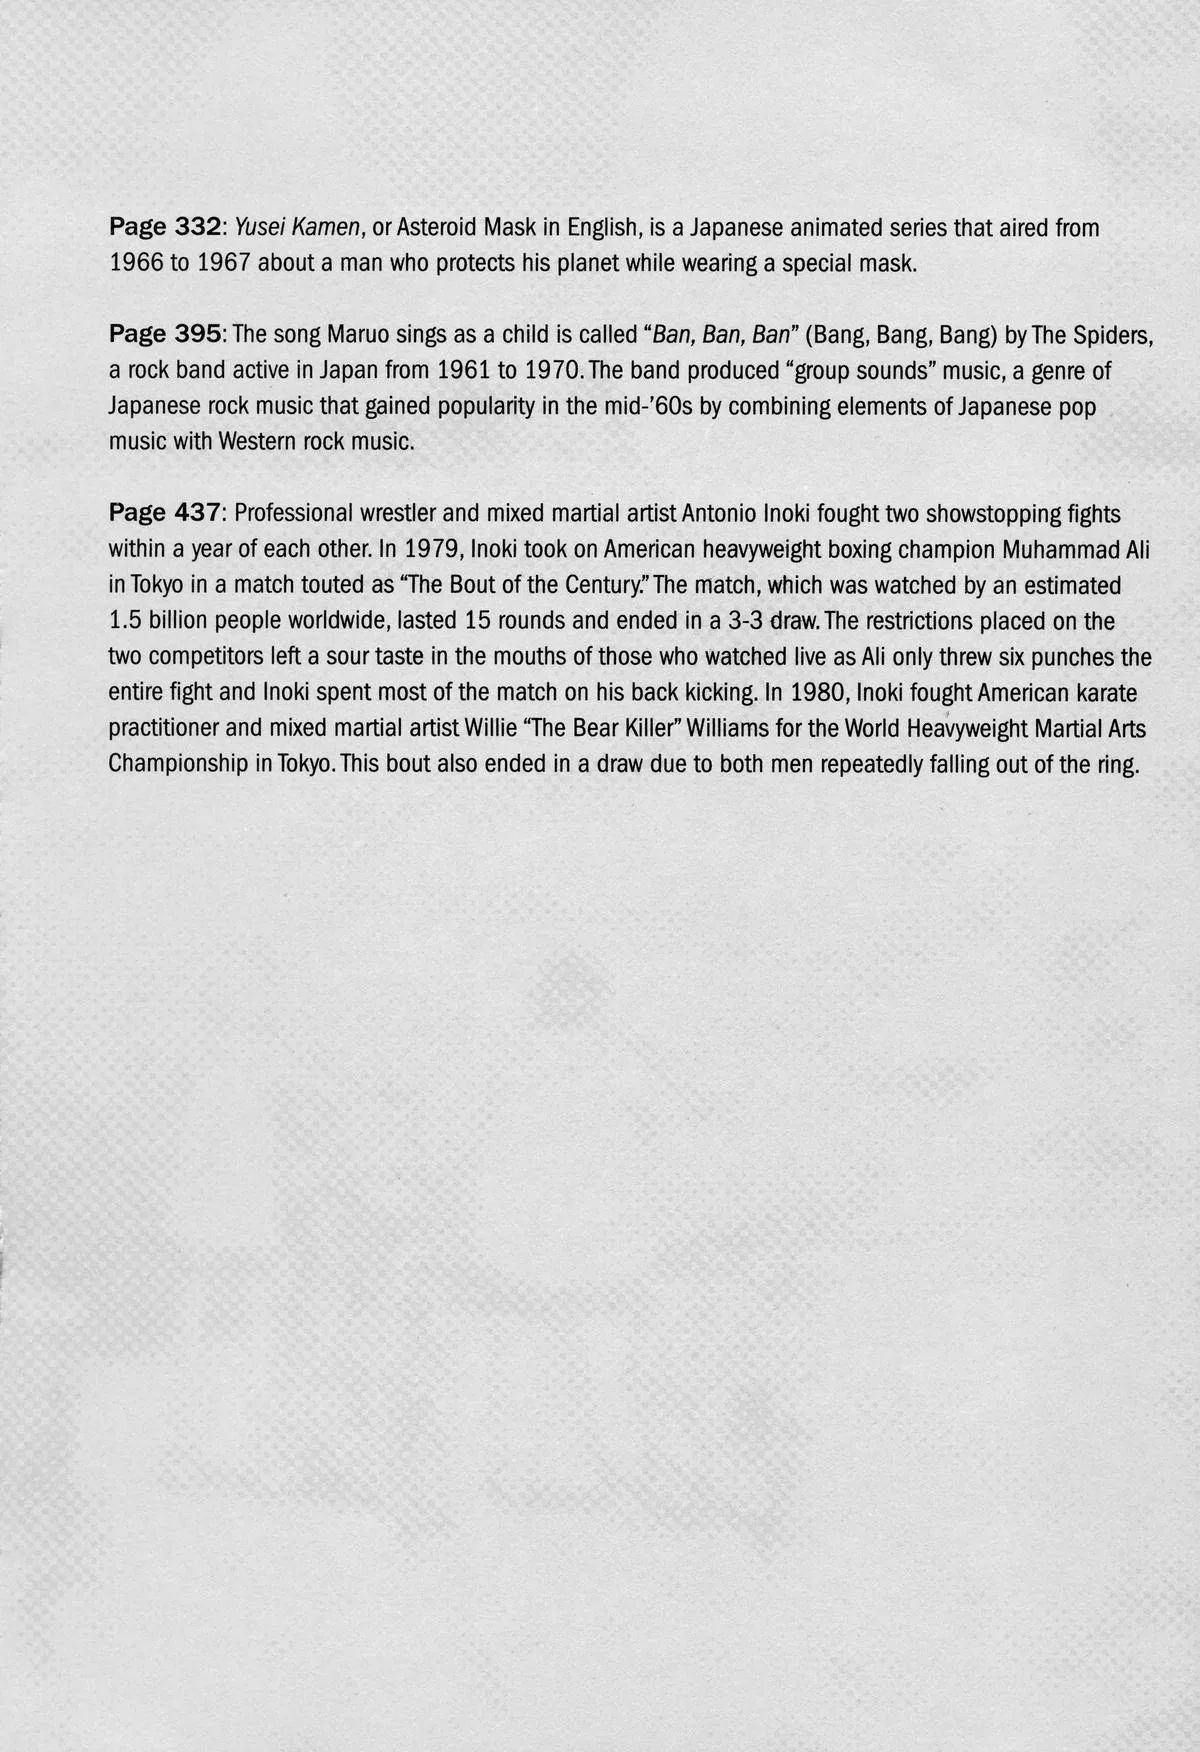 Page 332: Yusei Kamen, or Asteroid Mask in English, is a Japanese animated series that aired from
1966 to 1967 about a man who protects his planet while wearing a special mask.
Page 395: The song Maruo sings as a child is called “Ban, Ban, Ban” (Bang, Bang, Bang) by The Spiders,
a rock band active in Japan from 1961 to 1970. The band produced “group sounds” music, a genre of
Japanese rock music that gained popularity in the mid-’60s by combining elements of Japanese pop
music with Western rock music.
Page 437: Professional wrestler and mixed martial artist Antonio Inoki fought two showstopping fights
within a year of each other. In 1979, Inoki took on American heavyweight boxing champion Muhammad Ali
in Tokyo in a match touted as “The Bout of the Century.” The match, which was watched by an estimated
1.5 billion people worldwide, lasted 15 rounds and ended in a 3-3 draw. The restrictions placed on the
two competitors left a sour taste in the mouths of those who watched live as Ali only threw six punches the
entire fight and Inoki spent most of the match on his back kicking. In 1980, Inoki fought American karate
practitioner and mixed martial artist Willie “The Bear Killer” Williams for the World Heavyweight Martial Arts
Championship in Tokyo. This bout also ended in a draw due to both men repeatedly falling out of the ring.